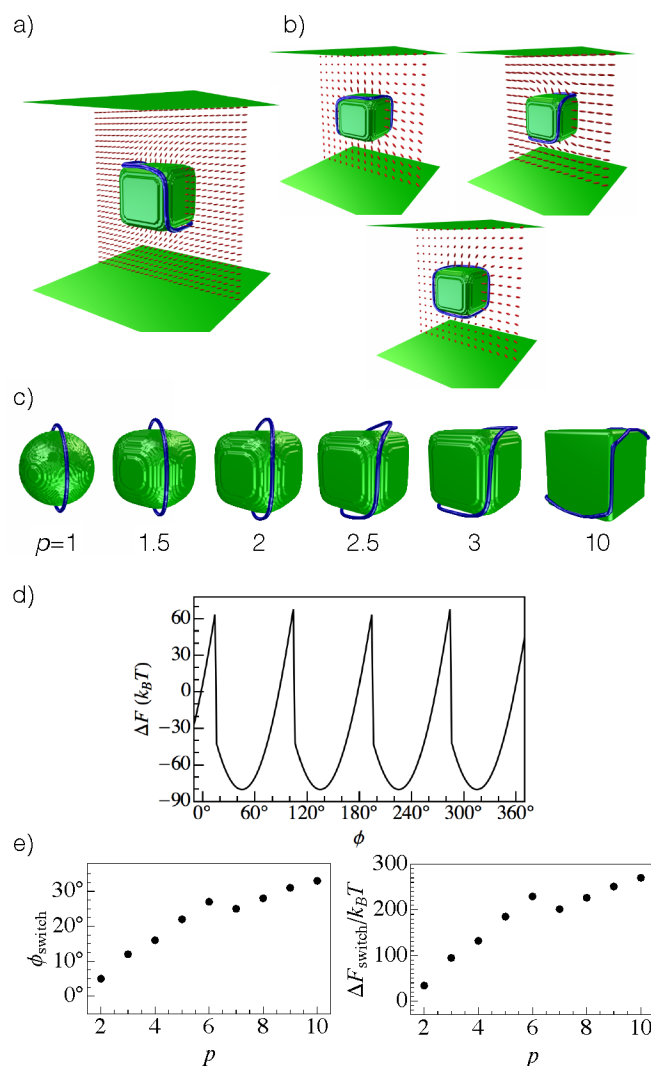 a)
b)
c)
p=1 1.5 2 2.5 3 10
d)
ΔF (k_BT)
60
30
0
−30
−60
−90
0° 60° 120° 180° 240° 300° 360°
ϕ
e)
ϕ_switch
30°
20°
10°
0°
2 4 6 8 10
p
ΔF_switch/k_BT
300
200
100
0
2 4 6 8 10
p